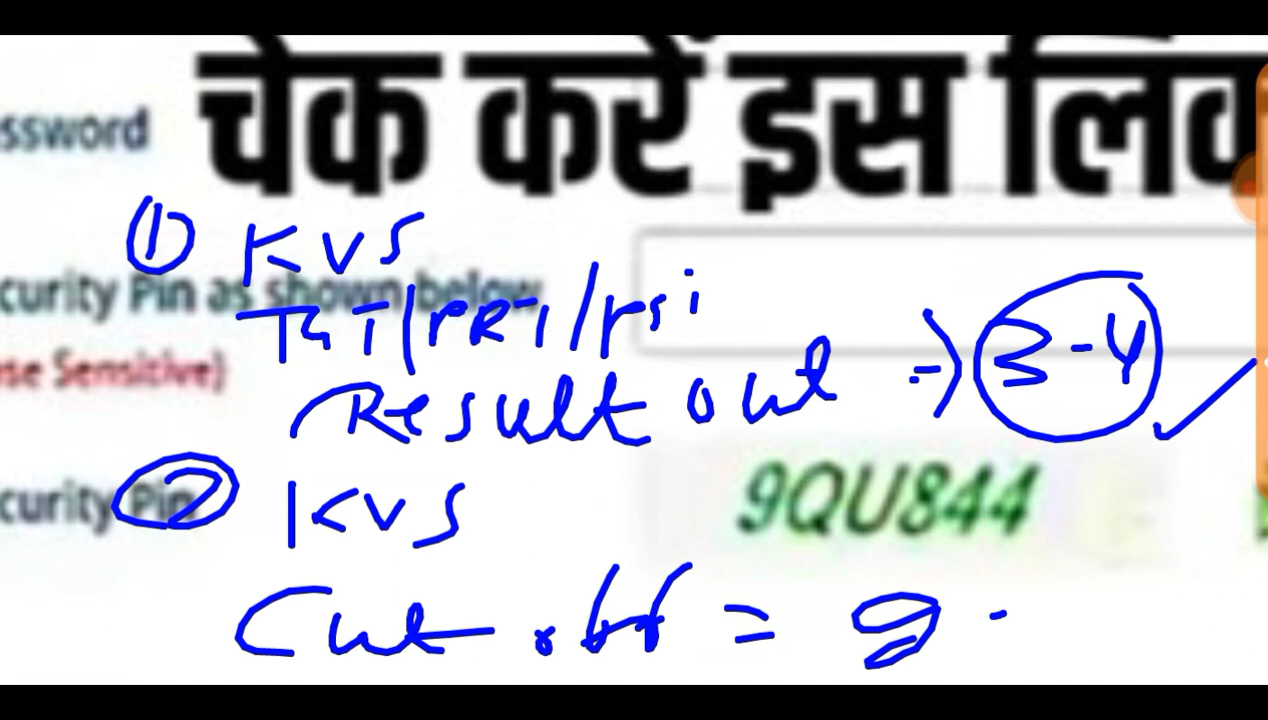 चेक करें इस लिं
ssword
① KVS
curity Pin as shown below
TGT/PRT/
se Sensitive)
Result out => 3-4
curity Pin
9QU844
② KVS
Cut off = 9